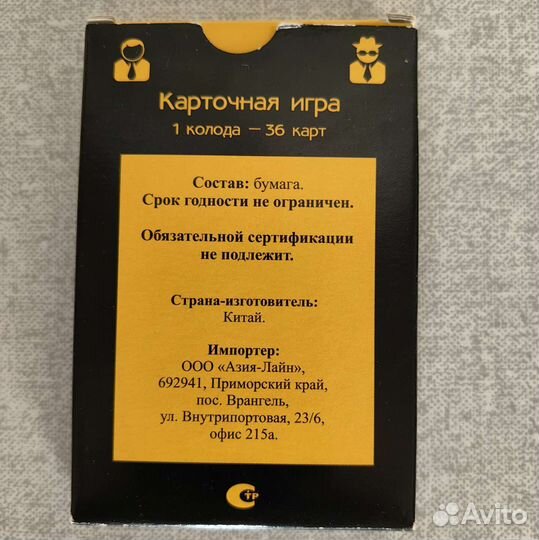 Карточная игра
1 колода – 36 карт
Состав: бумага.
Срок годности не ограничен.
Обязательной сертификации
не подлежит.
Страна-изготовитель:
Китай.
Импортер:
ООО «Азия-Лайн»,
692941, Приморский край,
пос. Врангель,
ул. Внутрипортовая, 23/6,
офис 215а.
СТР
Avito